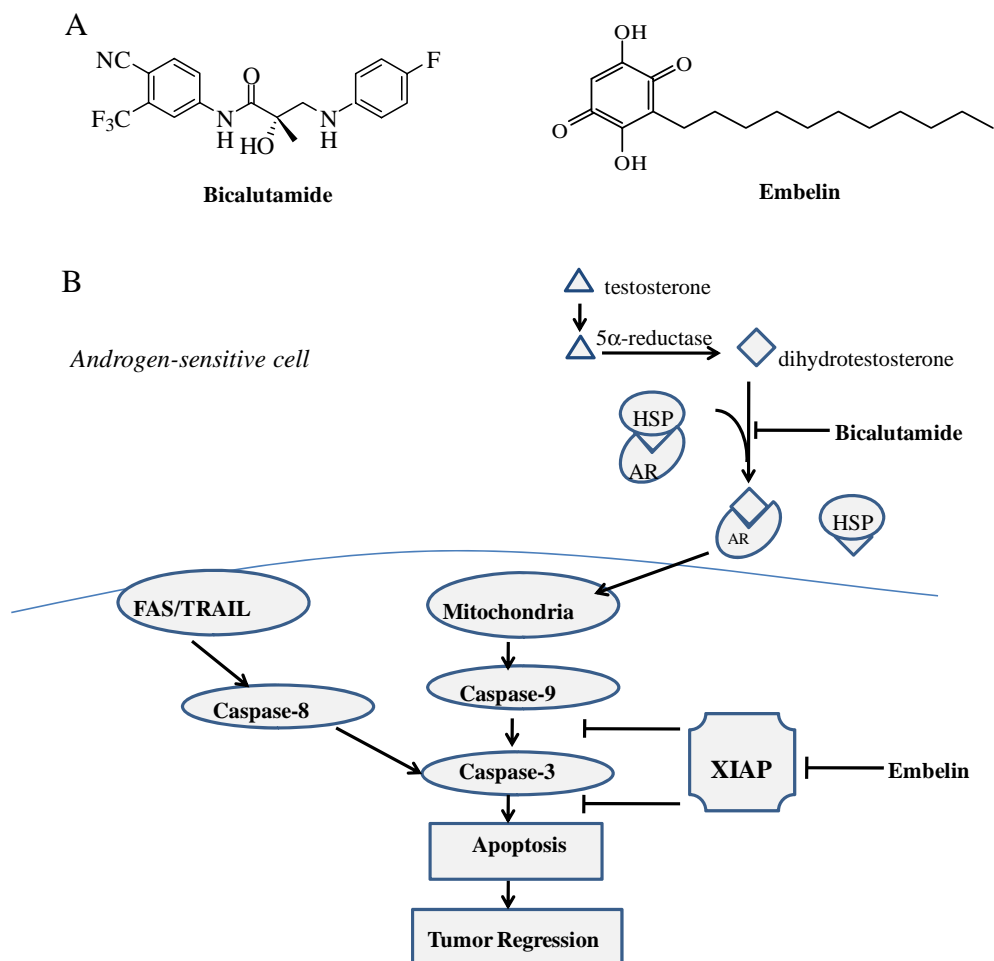 A
NC
F3C
O
N
H
HO
N
H
F
Bicalutamide
OH
O
O
OH
Embelin
B
testosterone
5α-reductase
Androgen-sensitive cell
dihydrotestosterone
HSP
AR
Bicalutamide
AR
HSP
FAS/TRAIL
Mitochondria
Caspase-9
Caspase-8
XIAP
Embelin
Caspase-3
Apoptosis
Tumor Regression